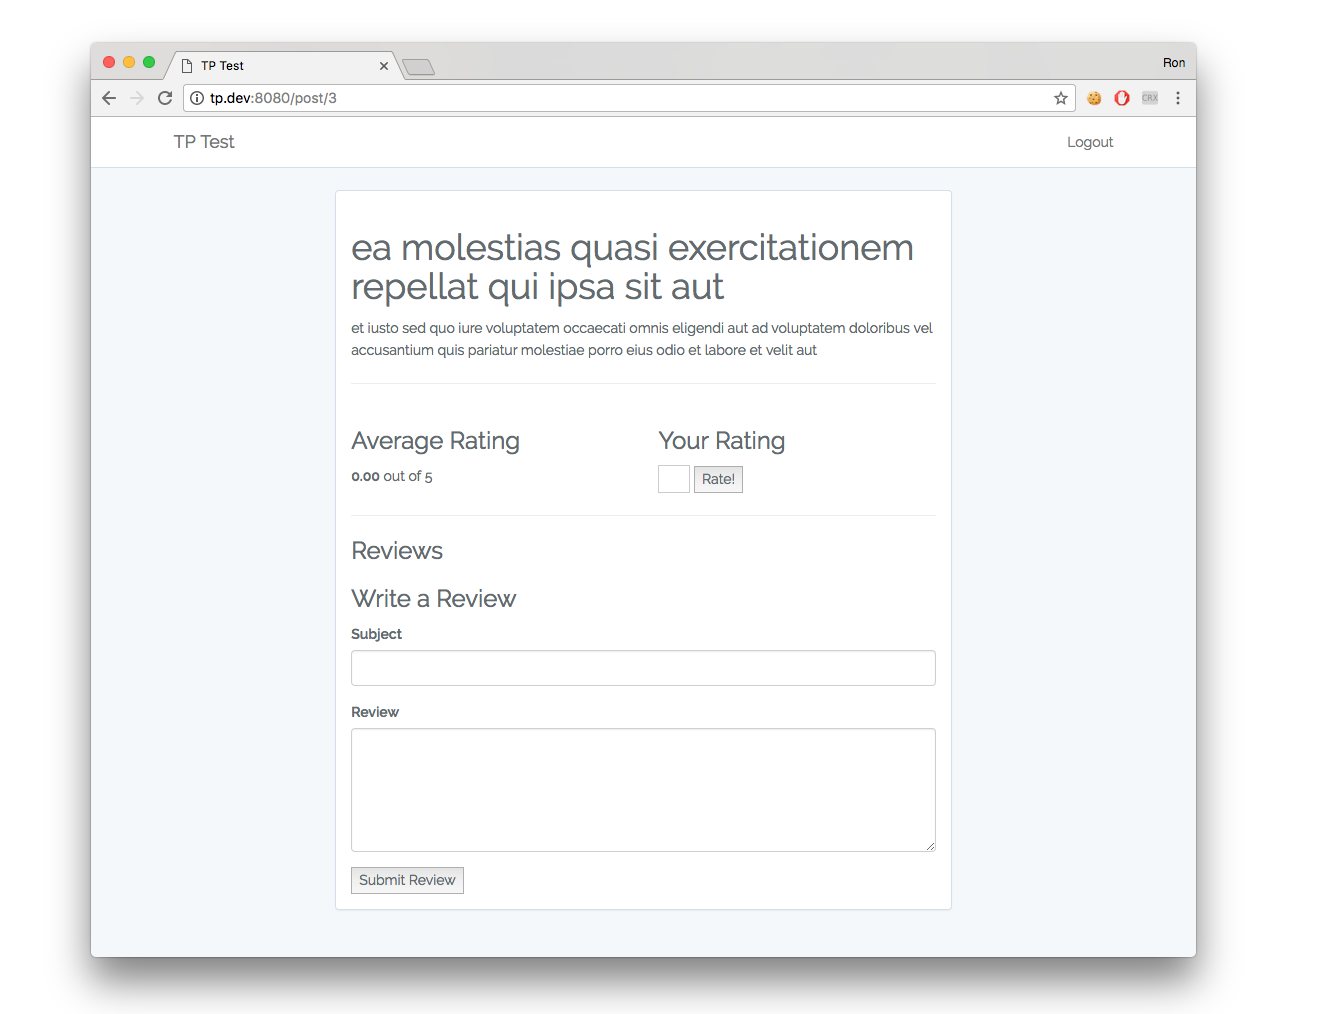 TP Test
Ron
tp.dev:8080/post/3
CRX
TP Test
Logout
ea molestias quasi exercitationem
repellat qui ipsa sit aut
et iusto sed quo iure voluptatem occaecati omnis eligendi aut ad voluptatem doloribus vel
accusantium quis pariatur molestiae porro eius odio et labore et velit aut
Average Rating
Your Rating
0.00 out of 5
Rate!
Reviews
Write a Review
Subject
Review
Submit Review